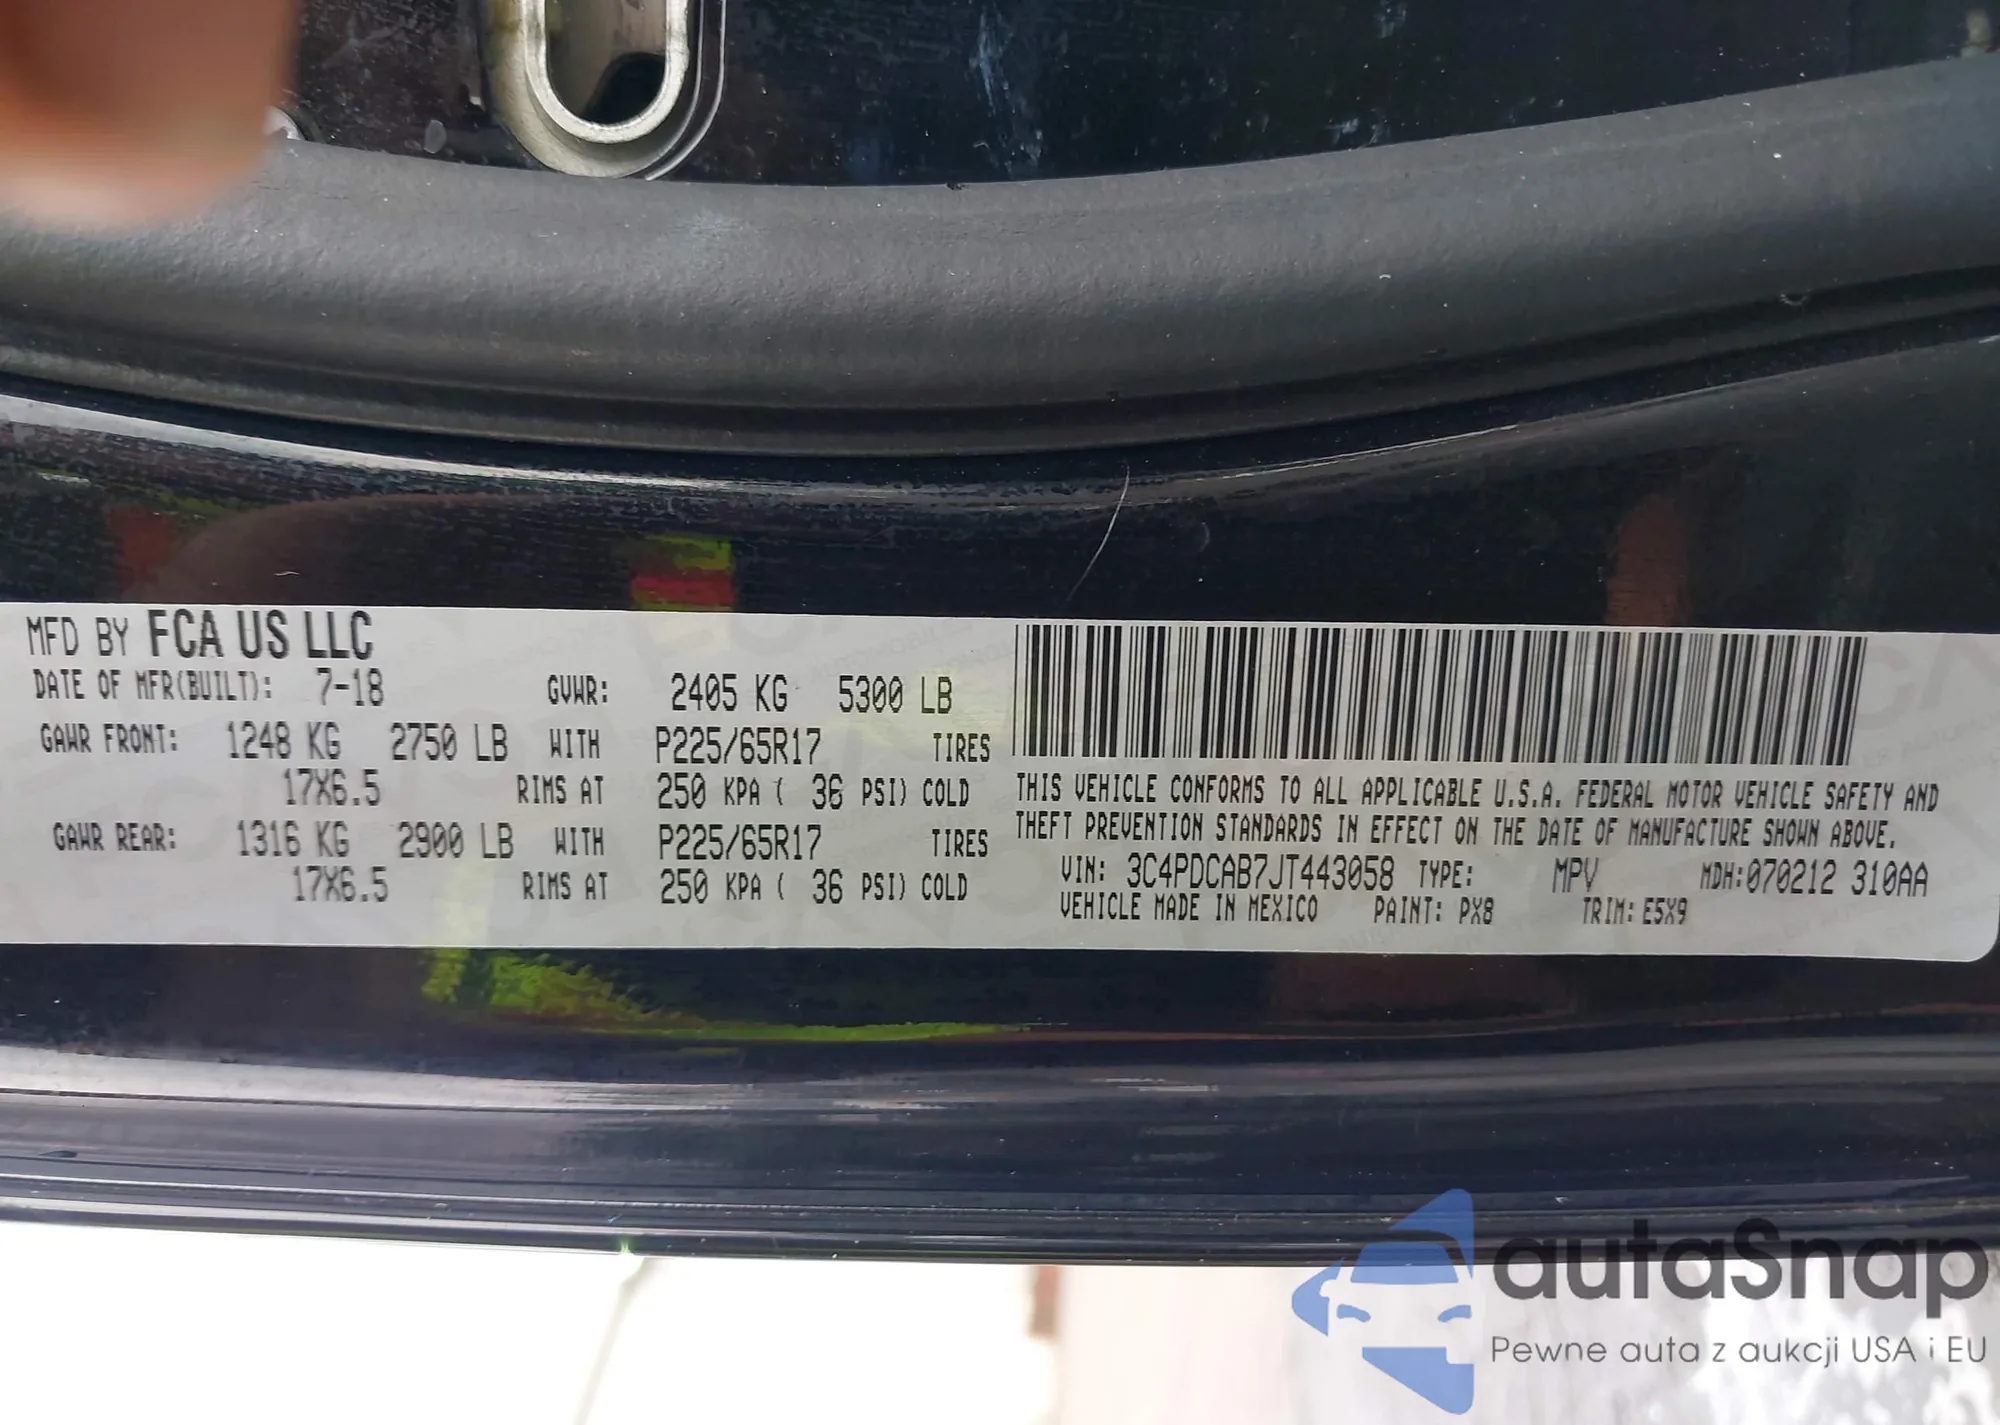 MFD BY FCA US LLC
DATE OF MFR(BUILT): 7-18 GVWR: 2405 KG 5300 LB
GAWR FRONT: 1248 KG 2750 LB WITH P225/65R17 TIRES
17X6.5 RIMS AT 250 KPA ( 36 PSI) COLD
GAWR REAR: 1316 KG 2900 LB WITH P225/65R17 TIRES
17X6.5 RIMS AT 250 KPA ( 36 PSI) COLD
THIS VEHICLE CONFORMS TO ALL APPLICABLE U.S.A. FEDERAL MOTOR VEHICLE SAFETY AND
THEFT PREVENTION STANDARDS IN EFFECT ON THE DATE OF MANUFACTURE SHOWN ABOVE.
VIN: 3C4PDCAB7JT443058 TYPE: MPV MDH:070212 310AA
VEHICLE MADE IN MEXICO PAINT: PX8 TRIM: E5X9
autaSnap
Pewne auta z aukcji USA i EU